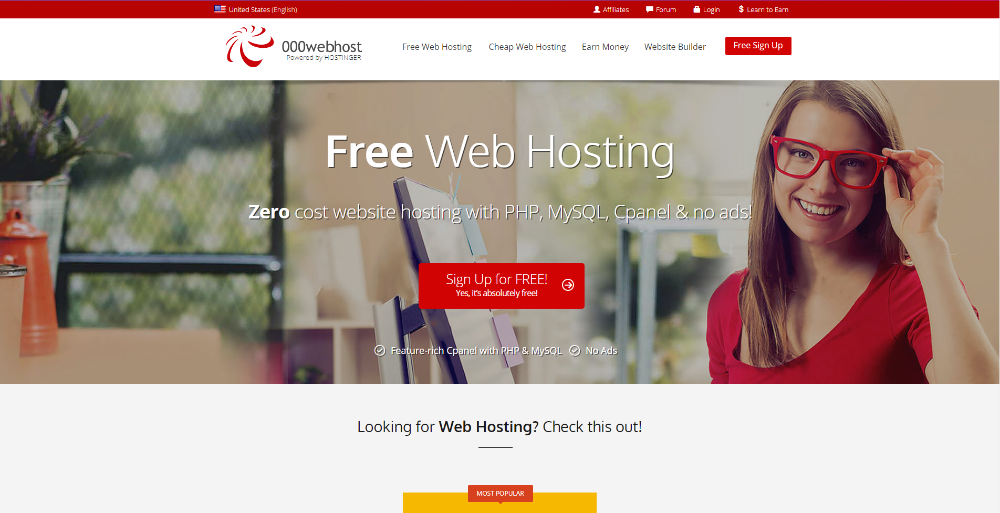 United States (English)
Affiliates
Forum
Login
$ Learn to Earn
000webhost
Powered by HOSTINGER
Free Web Hosting
Cheap Web Hosting
Earn Money
Website Builder
Free Sign Up
Free Web Hosting
Zero cost website hosting with PHP, MySQL, Cpanel & no ads!
Sign Up for FREE!
Yes, it's absolutely free!
Feature-rich Cpanel with PHP & MySQL
No Ads
Looking for Web Hosting? Check this out!
MOST POPULAR